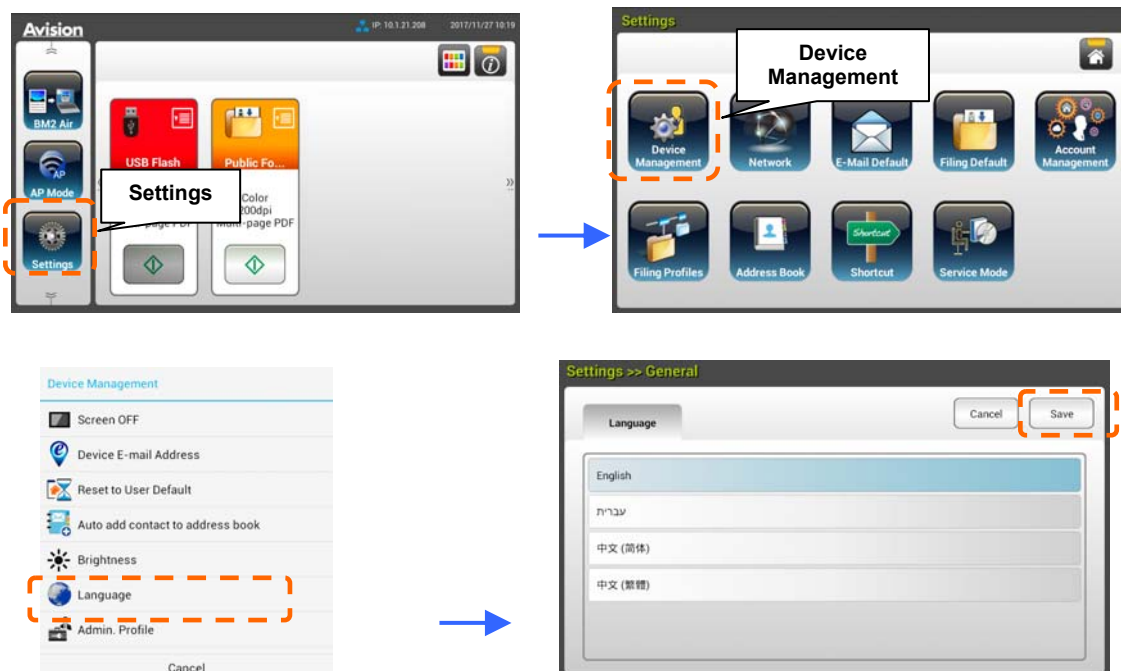 Avision
IP: 10.1.21.208 2017/11/27 10:19
BM2 Air
AP
AP Mode
Settings
USB Flash
Public Fo...
Settings
Color
200dpi
Multi-page PDF
Settings
Device
Management
Device
Management
Network
E-Mail Default
Filing Default
Account
Management
Filing Profiles
Address Book
Shortcut
Shortcut
Service Mode
Device Management
Screen OFF
Device E-mail Address
Reset to User Default
Auto add contact to address book
Brightness
Language
Admin. Profile
Cancel
Settings >> General
Language
Cancel
Save
English
עברית
中文 (简体)
中文 (繁體)